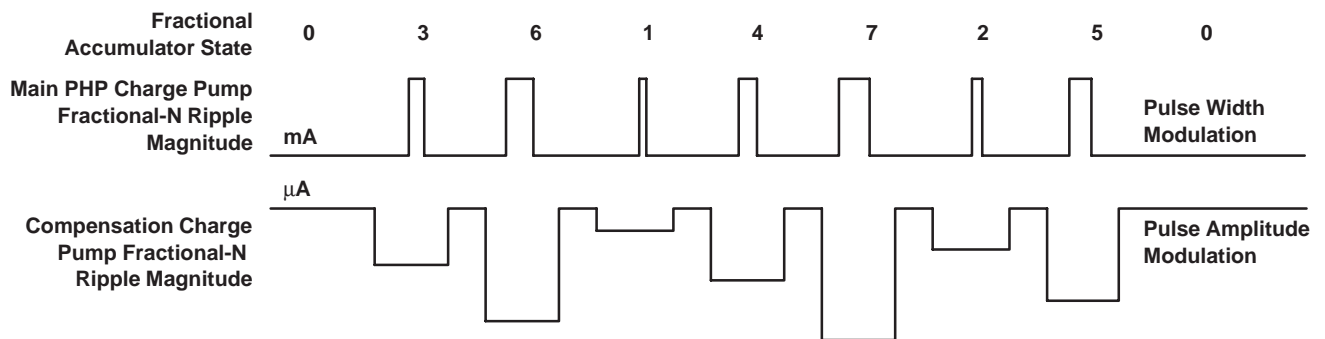 Fractional
Accumulator State
0 3 6 1 4 7 2 5 0
Main PHP Charge Pump
Fractional-N Ripple
Magnitude
mA
Pulse Width
Modulation
μA
Compensation Charge
Pump Fractional-N
Ripple Magnitude
Pulse Amplitude
Modulation